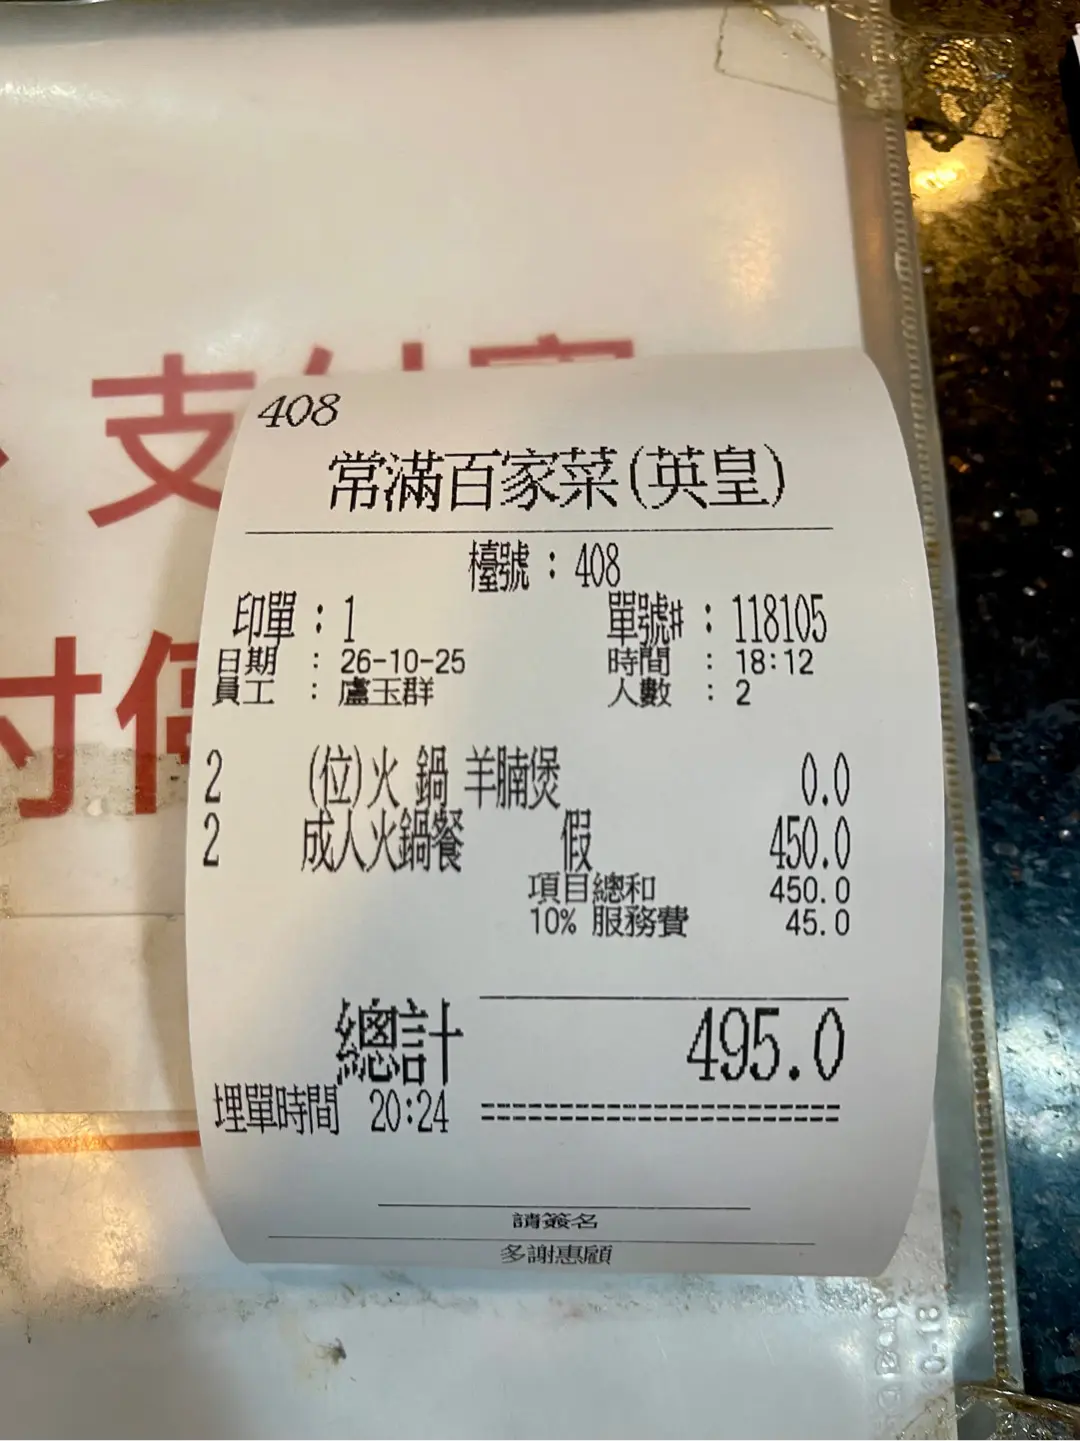 支付寶
付
408
常滿百家菜(英皇)
檯號：408
印單：1 單號#：118105
日期：26-10-25 時間：18:12
員工：盧玉群 人數：2
2 (位)火 鍋 羊腩煲 0.0
2 成人火鍋餐 假 450.0
項目總和 450.0
10% 服務費 45.0
總計 495.0
埋單時間 20:24
請簽名
多謝惠顧